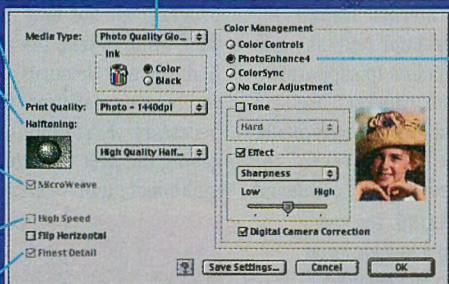 Media Type:
Photo Quality Glo...
Ink
Color
Black
Print Quality:
Photo - 1440dpi
Halftoning:
High Quality Half...
MicroWeave
High Speed
Flip Horizontal
Finest Detail
Color Management
Color Controls
PhotoEnhance4
ColorSync
No Color Adjustment
Tone
Hard
Effect
Sharpness
Low High
Digital Camera Correction
?
Save Settings...
Cancel
OK